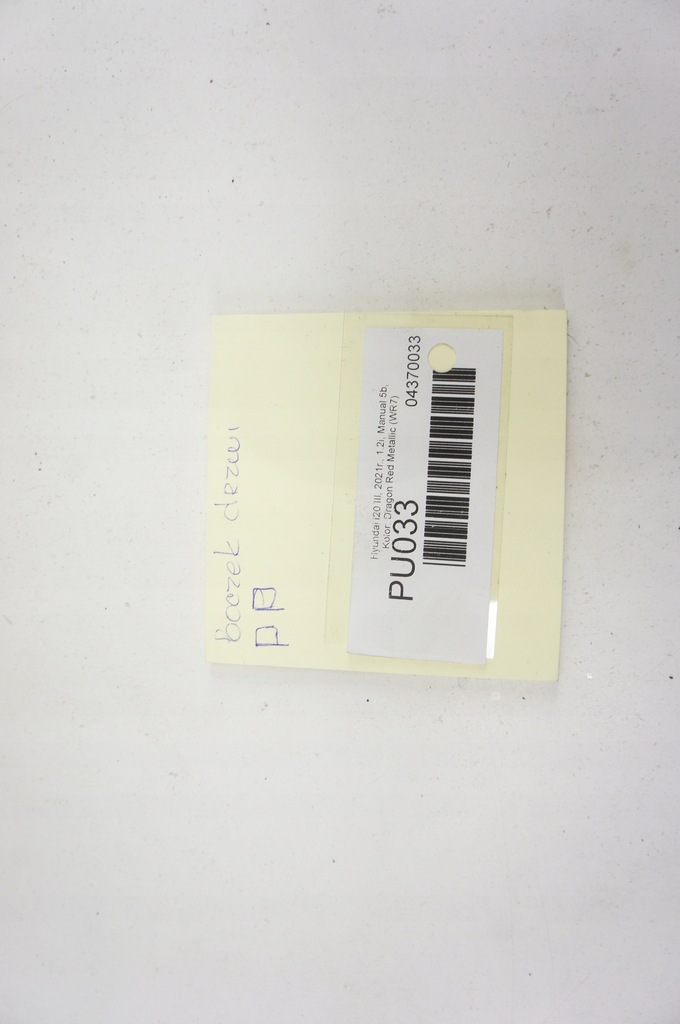 boczek drzwi
PP
Hyundai i20 III, 2021r., 1.2i, Manual 5b,
Kolor: Dragon Red Metallic (WR7)
PU033
04370033